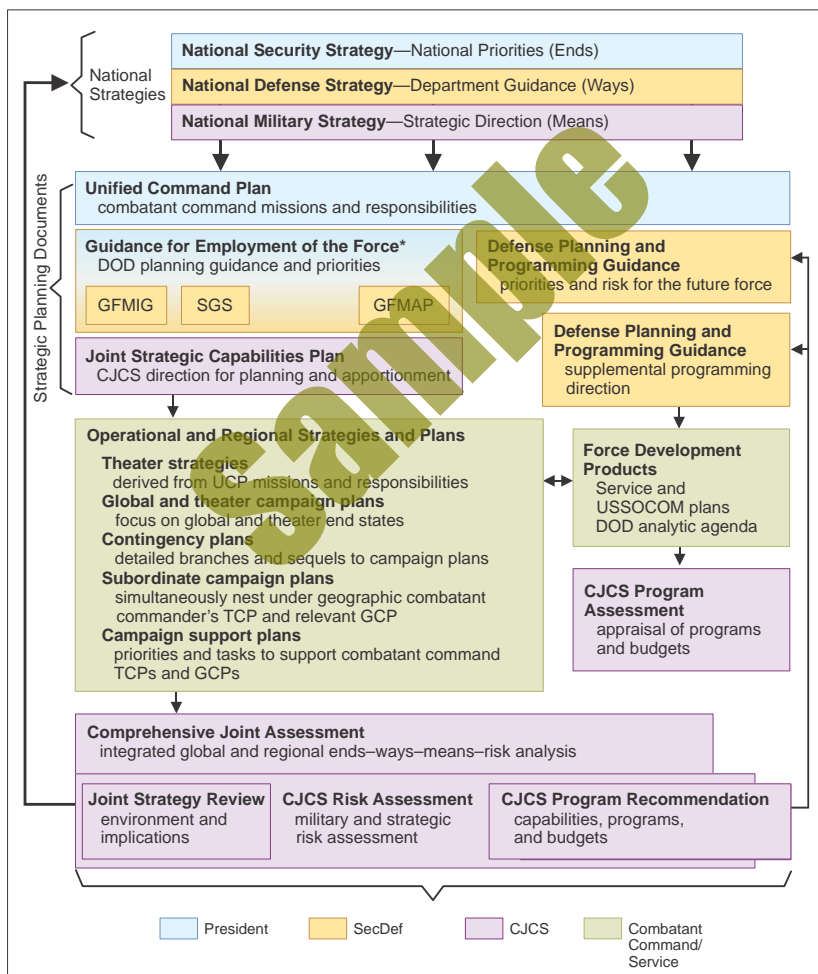 National Security Strategy—National Priorities (Ends)
National Strategies
National Defense Strategy—Department Guidance (Ways)
National Military Strategy—Strategic Direction (Means)
Strategic Planning Documents
Unified Command Plan
combatant command missions and responsibilities
Guidance for Employment of the Force*
DOD planning guidance and priorities
GFMIG
SGS
GFMAP
Defense Planning and
Programming Guidance
priorities and risk for the future force
Joint Strategic Capabilities Plan
CJCS direction for planning and apportionment
Defense Planning and
Programming Guidance
supplemental programming
direction
Operational and Regional Strategies and Plans
Theater strategies
derived from UCP missions and responsibilities
Global and theater campaign plans
focus on global and theater end states
Contingency plans
detailed branches and sequels to campaign plans
Subordinate campaign plans
simultaneously nest under geographic combatant
commander's TCP and relevant GCP
Campaign support plans
priorities and tasks to support combatant command
TCPs and GCPs
Force Development
Products
Service and
USSOCOM plans
DOD analytic agenda
CJCS Program
Assessment
appraisal of programs
and budgets
Comprehensive Joint Assessment
integrated global and regional ends–ways–means–risk analysis
Joint Strategy Review
environment and
implications
CJCS Risk Assessment
military and strategic
risk assessment
CJCS Program Recommendation
capabilities, programs,
and budgets
President
SecDef
CJCS
Combatant
Command/
Service
Sample